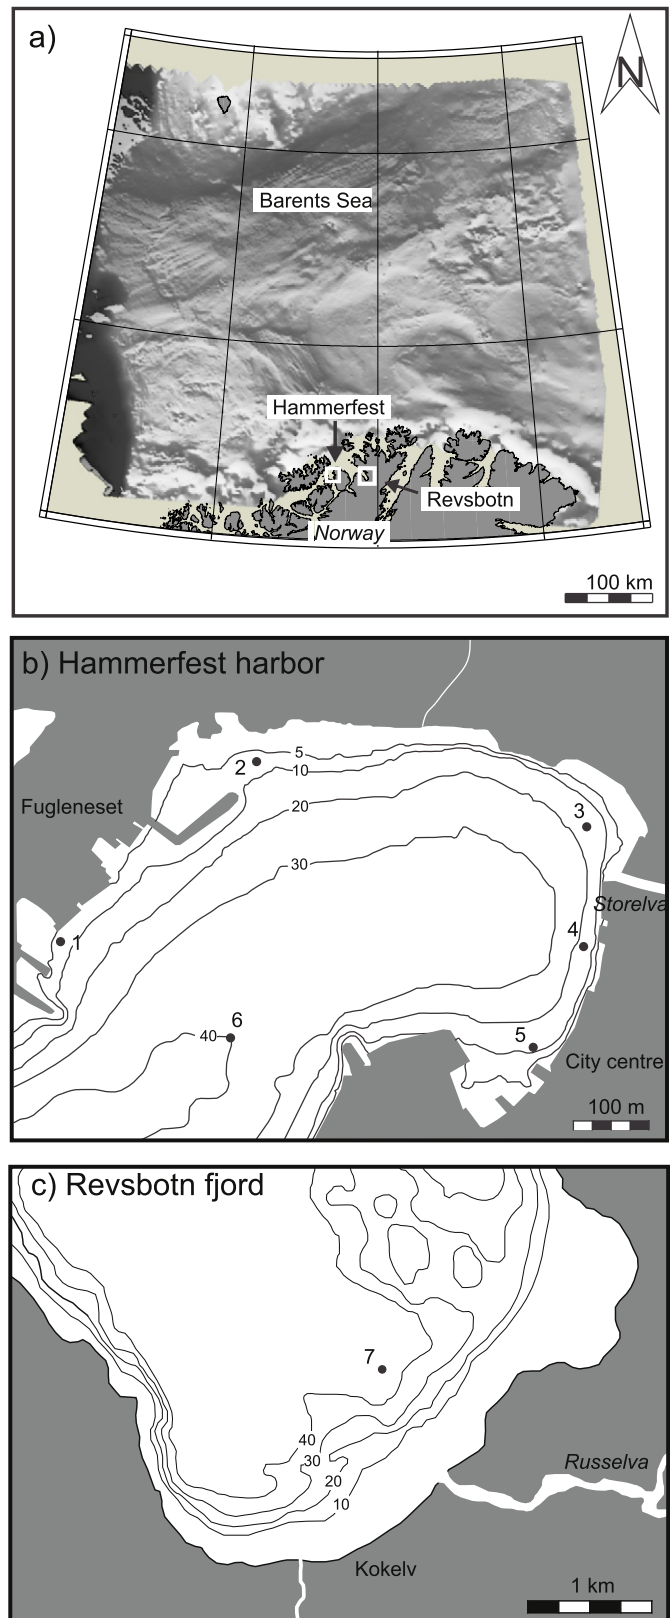 a)
N
Barents Sea
Hammerfest
Revsbotn
Norway
100 km
b) Hammerfest harbor
5
2
10
Fugleneset
20
3
30
Storelva
1
4
6
40
5
City centre
100 m
c) Revsbotn fjord
7
40
30
Russelva
20
10
Kokelv
1 km